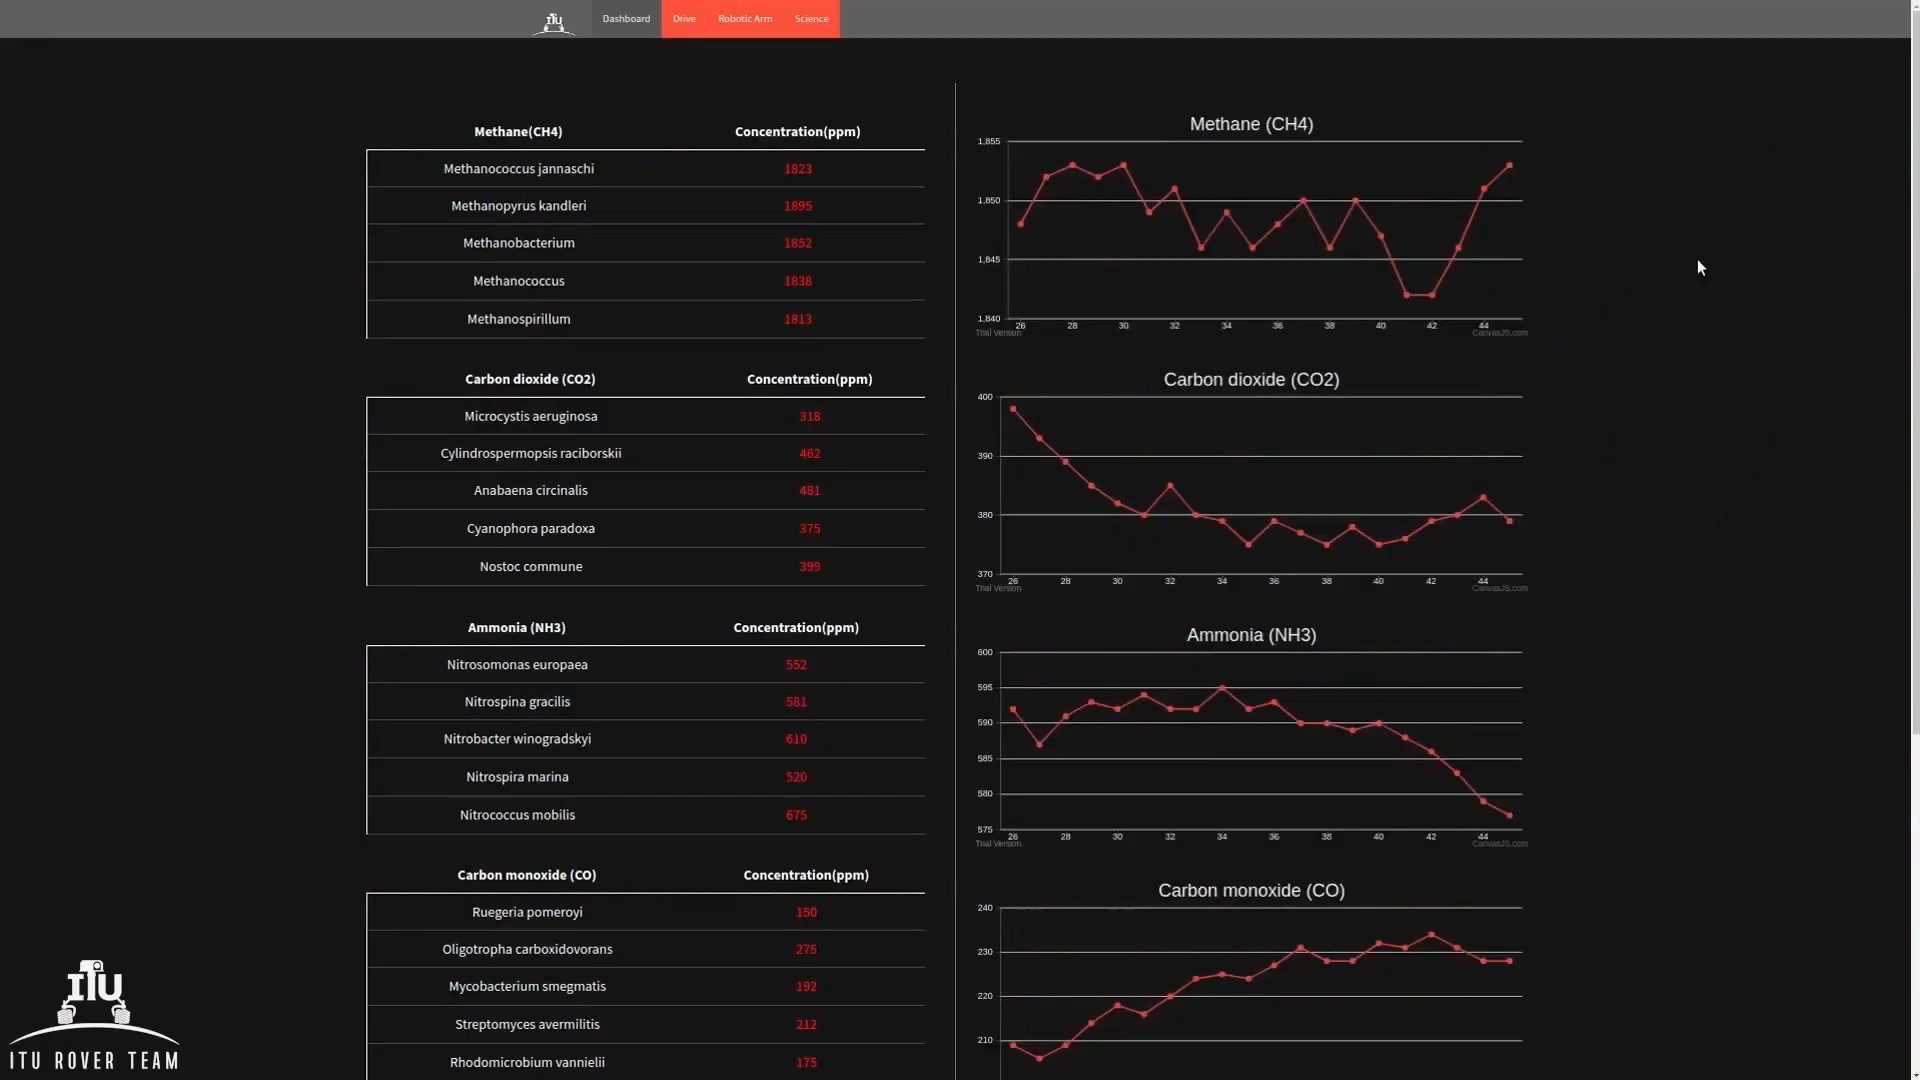 ITU
Dashboard Drive Robotic Arm Science
Methane(CH4) Concentration(ppm)
Methanococcus jannaschi 1823
Methanopyrus kandleri 1895
Methanobacterium 1852
Methanococcus 1838
Methanospirillum 1813
Carbon dioxide (CO2) Concentration(ppm)
Microcystis aeruginosa 318
Cylindrospermopsis raciborskii 462
Anabaena circinalis 481
Cyanophora paradoxa 375
Nostoc commune 399
Ammonia (NH3) Concentration(ppm)
Nitrosomonas europaea 552
Nitrospina gracilis 581
Nitrobacter winogradskyi 610
Nitrospira marina 520
Nitrococcus mobilis 675
Carbon monoxide (CO) Concentration(ppm)
Ruegeria pomeroyi 150
Oligotropha carboxidovorans 275
Mycobacterium smegmatis 192
Streptomyces avermilitis 212
Rhodomicrobium vannielii 175
Methane (CH4)
1,855
1,850
1,845
1,840
26 28 30 32 34 36 38 40 42 44
Trial Version CanvasJS.com
Carbon dioxide (CO2)
400
390
380
370
26 28 30 32 34 36 38 40 42 44
Trial Version CanvasJS.com
Ammonia (NH3)
600
595
590
585
580
575
26 28 30 32 34 36 38 40 42 44
Trial Version CanvasJS.com
Carbon monoxide (CO)
240
230
220
210
ITU
ITU ROVER TEAM